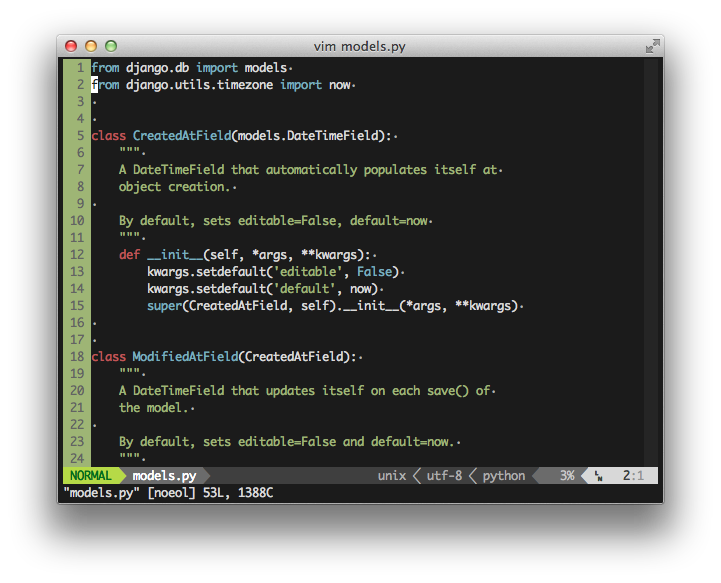 vim models.py
1 from django.db import models·
2 from django.utils.timezone import now·
3 ·
4 ·
5 class CreatedAtField(models.DateTimeField):·
6     """·
7     A DateTimeField that automatically populates itself at·
8     object creation.·
9 ·
10     By default, sets editable=False, default=now·
11     """·
12     def __init__(self, *args, **kwargs):·
13         kwargs.setdefault('editable', False)·
14         kwargs.setdefault('default', now)·
15         super(CreatedAtField, self).__init__(*args, **kwargs)·
16 ·
17 ·
18 class ModifiedAtField(CreatedAtField):·
19     """·
20     A DateTimeField that updates itself on each save() of·
21     the model.·
22 ·
23     By default, sets editable=False and default=now.·
24     """·
NORMAL models.py unix utf-8 python 3% LN 2:1
"models.py" [noeol] 53L, 1388C